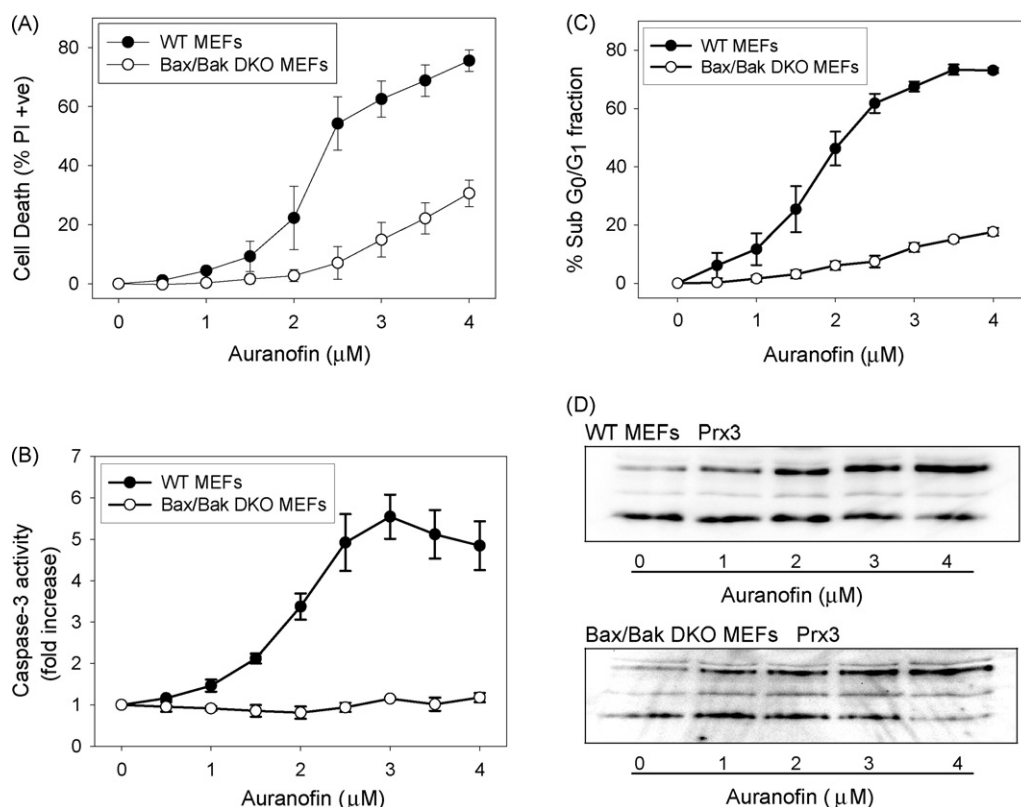 (A)
WT MEFs
Bax/Bak DKO MEFs
Cell Death (% PI +ve)
80
60
40
20
0
0 1 2 3 4
Auranofin (μM)
(B)
WT MEFs
Bax/Bak DKO MEFs
Caspase-3 activity
(fold increase)
7
6
5
4
3
2
1
0
0 1 2 3 4
Auranofin (μM)
(C)
WT MEFs
Bax/Bak DKO MEFs
% Sub G0/G1 fraction
80
60
40
20
0
0 1 2 3 4
Auranofin (μM)
(D)
WT MEFs Prx3
0 1 2 3 4
Auranofin (μM)
Bax/Bak DKO MEFs Prx3
0 1 2 3 4
Auranofin (μM)